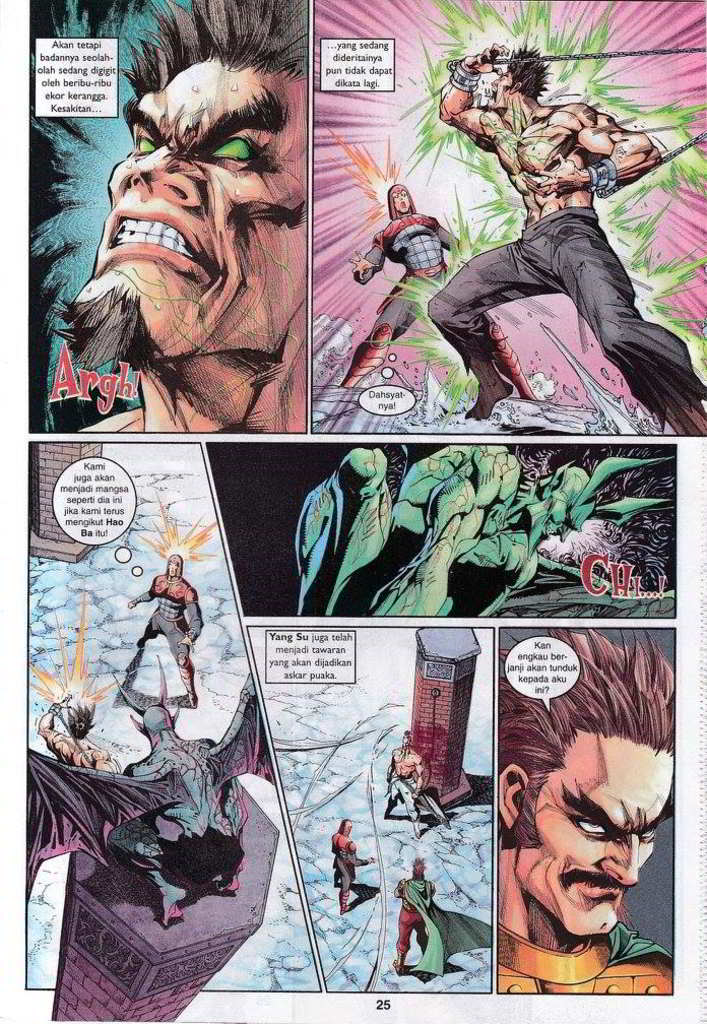 Akan tetapi
badannya seolah-
olah sedang digigit
oleh beribu-ribu
ekor kerangga.
Kesakitan...
...yang sedang
dideritainya
pun tidak dapat
dikata lagi.
Argh!
Dahsyat-
nya!
Kami
juga akan
menjadi mangsa
seperti dia ini
jika kami terus
mengikut Hao
Ba itu!
CHI...!
Yang Su juga telah
menjadi tawaran
yang akan dijadikan
askar puaka.
Kan
engkau ber-
janji akan tunduk
kepada aku
ini?
25